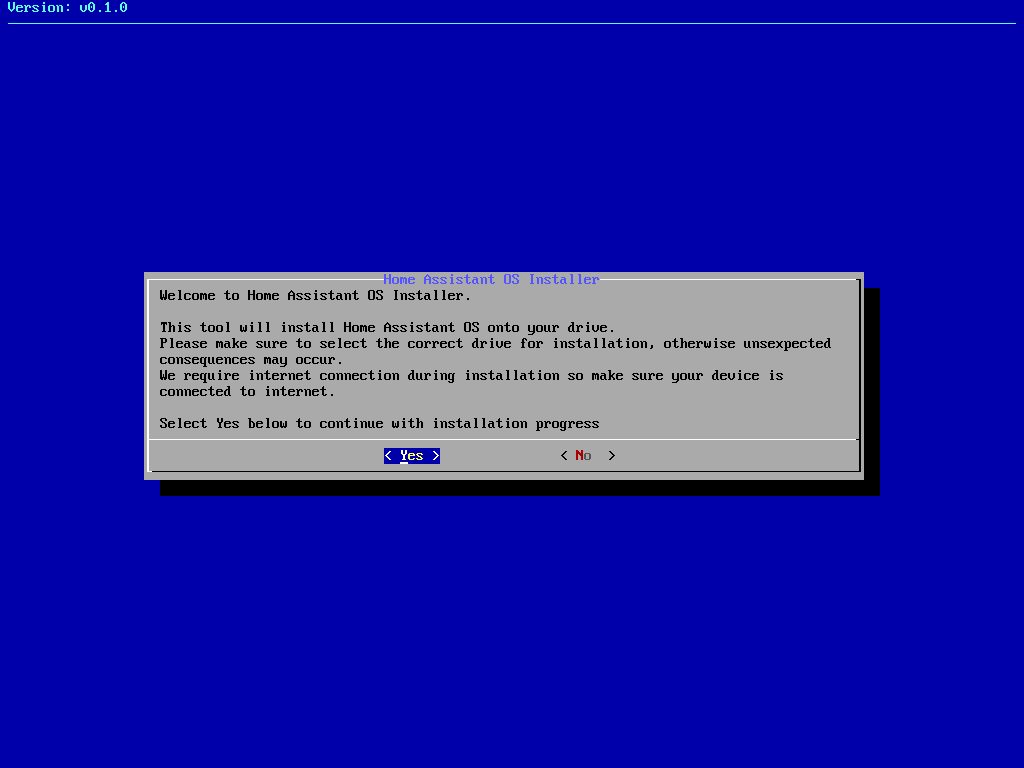 Version: v0.1.0
Home Assistant OS Installer
Welcome to Home Assistant OS Installer.
This tool will install Home Assistant OS onto your drive.
Please make sure to select the correct drive for installation, otherwise unsexpected
consequences may occur.
We require internet connection during installation so make sure your device is
connected to internet.
Select Yes below to continue with installation progress
< Yes > < No >